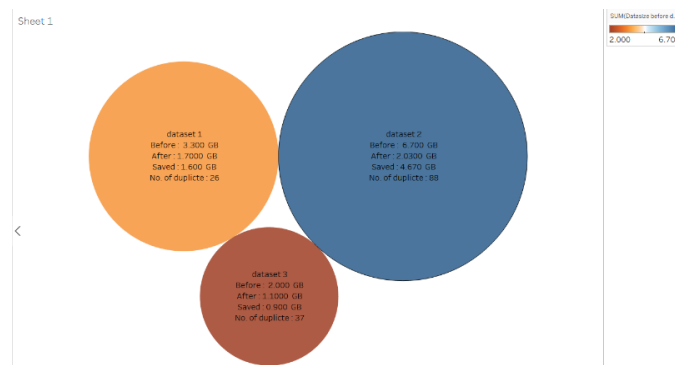 Sheet 1
SUM(Datasize before d..
2.000 6.70
dataset 1
Before : 3.300 GB
After : 1.7000 GB
Saved : 1.600 GB
No. of duplicte : 26
dataset 2
Before : 6.700 GB
After : 2.0300 GB
Saved : 4.670 GB
No. of duplicte : 88
dataset 3
Before : 2.000 GB
After : 1.1000 GB
Saved : 0.900 GB
No. of duplicte : 37